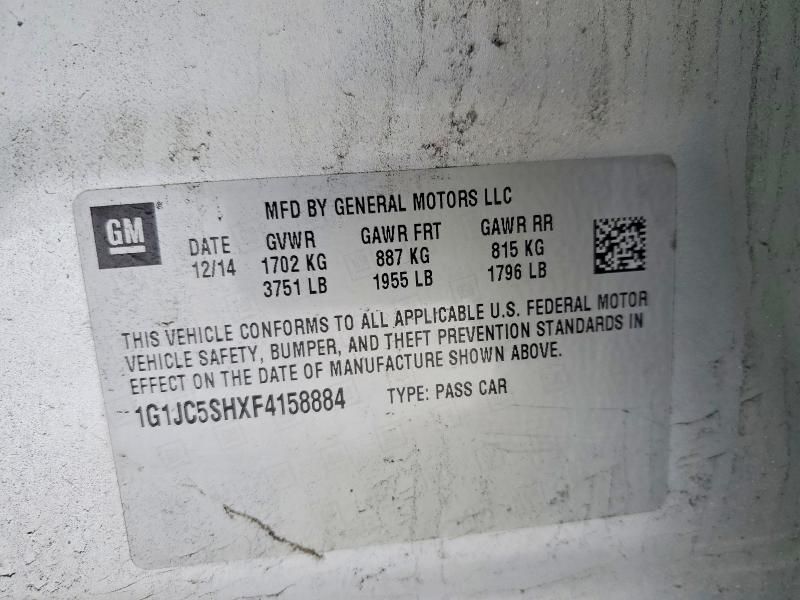 GM
MFD BY GENERAL MOTORS LLC
DATE GVWR GAWR FRT GAWR RR
12/14 1702 KG 887 KG 815 KG
3751 LB 1955 LB 1796 LB
THIS VEHICLE CONFORMS TO ALL APPLICABLE U.S. FEDERAL MOTOR
VEHICLE SAFETY, BUMPER, AND THEFT PREVENTION STANDARDS IN
EFFECT ON THE DATE OF MANUFACTURE SHOWN ABOVE.
1G1JC5SHXF4158884 TYPE: PASS CAR